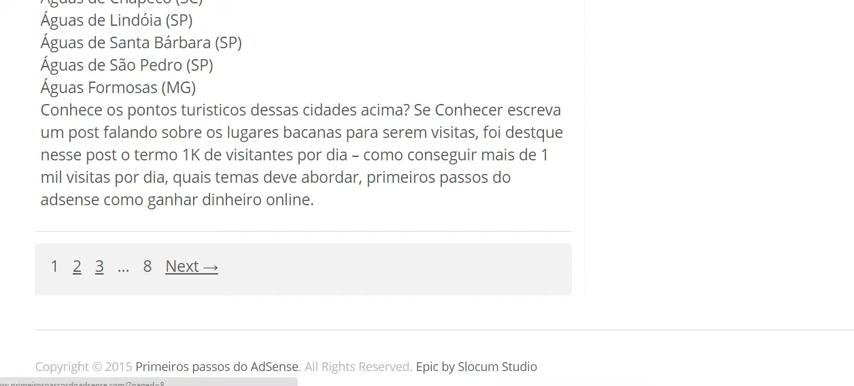 Águas de Chapecó (SC)
Águas de Lindóia (SP)
Águas de Santa Bárbara (SP)
Águas de São Pedro (SP)
Águas Formosas (MG)
Conhece os pontos turisticos dessas cidades acima? Se Conhecer escreva
um post falando sobre os lugares bacanas para serem visitas, foi destque
nesse post o termo 1K de visitantes por dia – como conseguir mais de 1
mil visitas por dia, quais temas deve abordar, primeiros passos do
adsense como ganhar dinheiro online.
1 2 3 … 8 Next →
Copyright © 2015 Primeiros passos do AdSense. All Rights Reserved. Epic by Slocum Studio